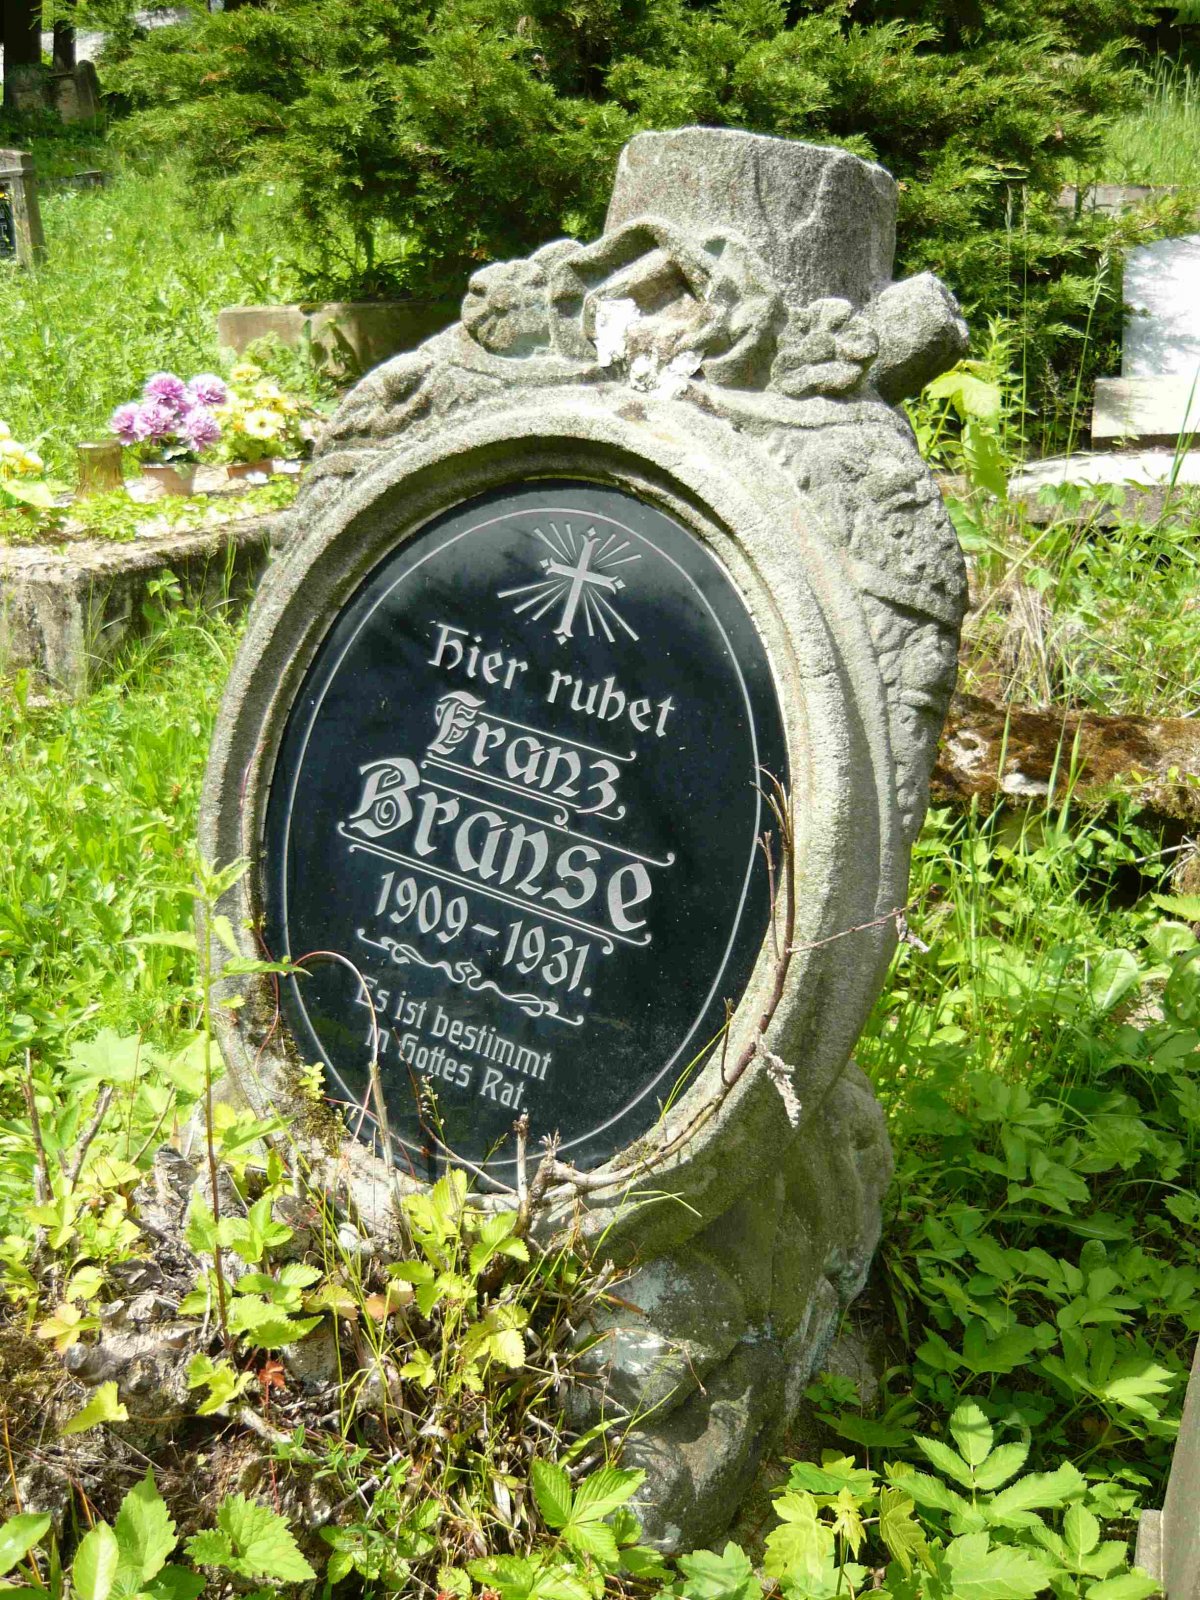 Hier ruhet
Franz
Branse
1909-1931.
Es ist bestimmt
in Gottes Rat.